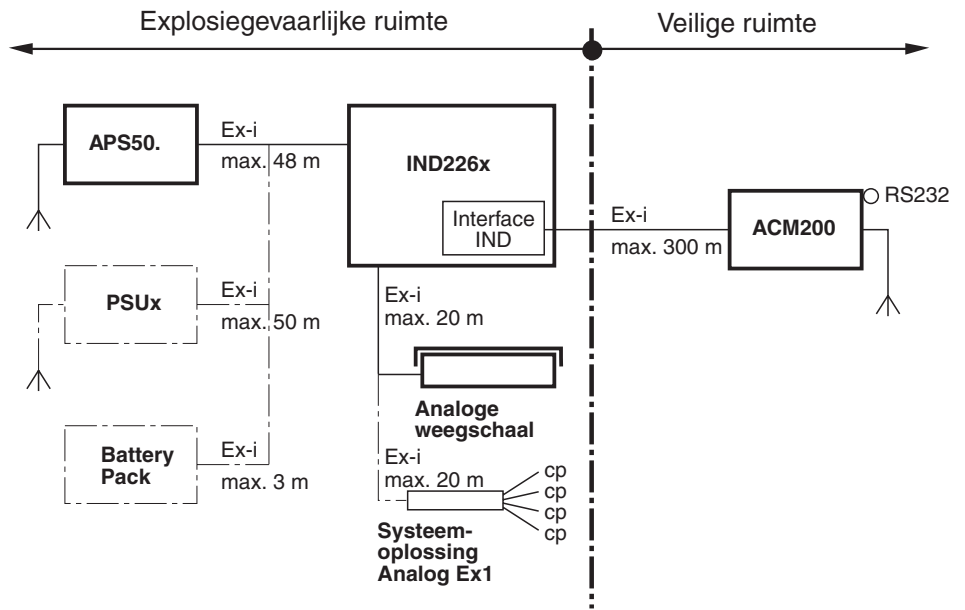 Explosiegevaarlijke ruimte
Veilige ruimte
APS50.
Ex-i
max. 48 m
IND226x
Interface
IND
Ex-i
max. 300 m
ACM200
RS232
PSUx
Ex-i
max. 50 m
Ex-i
max. 20 m
Analoge
weegschaal
Battery
Pack
Ex-i
max. 3 m
Ex-i
max. 20 m
cp
cp
cp
cp
Systeem-
oplossing
Analog Ex1